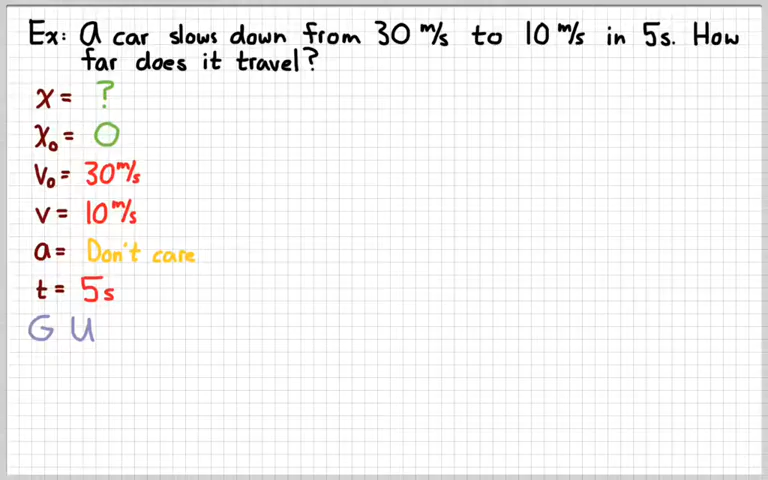 Ex: A car slows down from 30 m/s to 10 m/s in 5s. How
far does it travel?
x = ?
x₀ = 0
v₀ = 30 m/s
v = 10 m/s
a = Don't care
t = 5s
G U